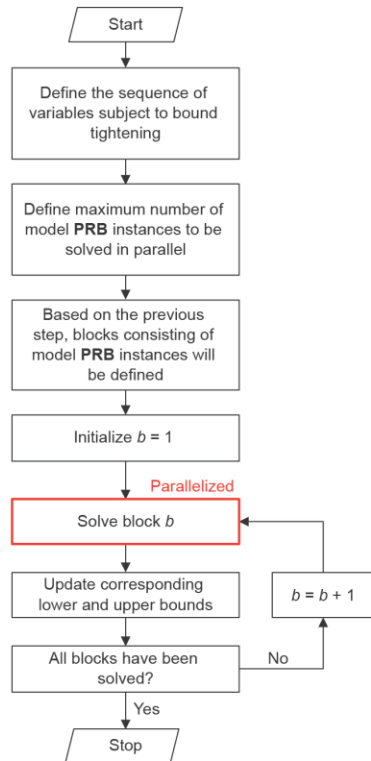 Start
Define the sequence of
variables subject to bound
tightening
Define maximum number of
model PRB instances to be
solved in parallel
Based on the previous
step, blocks consisting of
model PRB instances will
be defined
Initialize b = 1
Parallelized
Solve block b
Update corresponding
lower and upper bounds
b = b + 1
All blocks have been
solved?
No
Yes
Stop